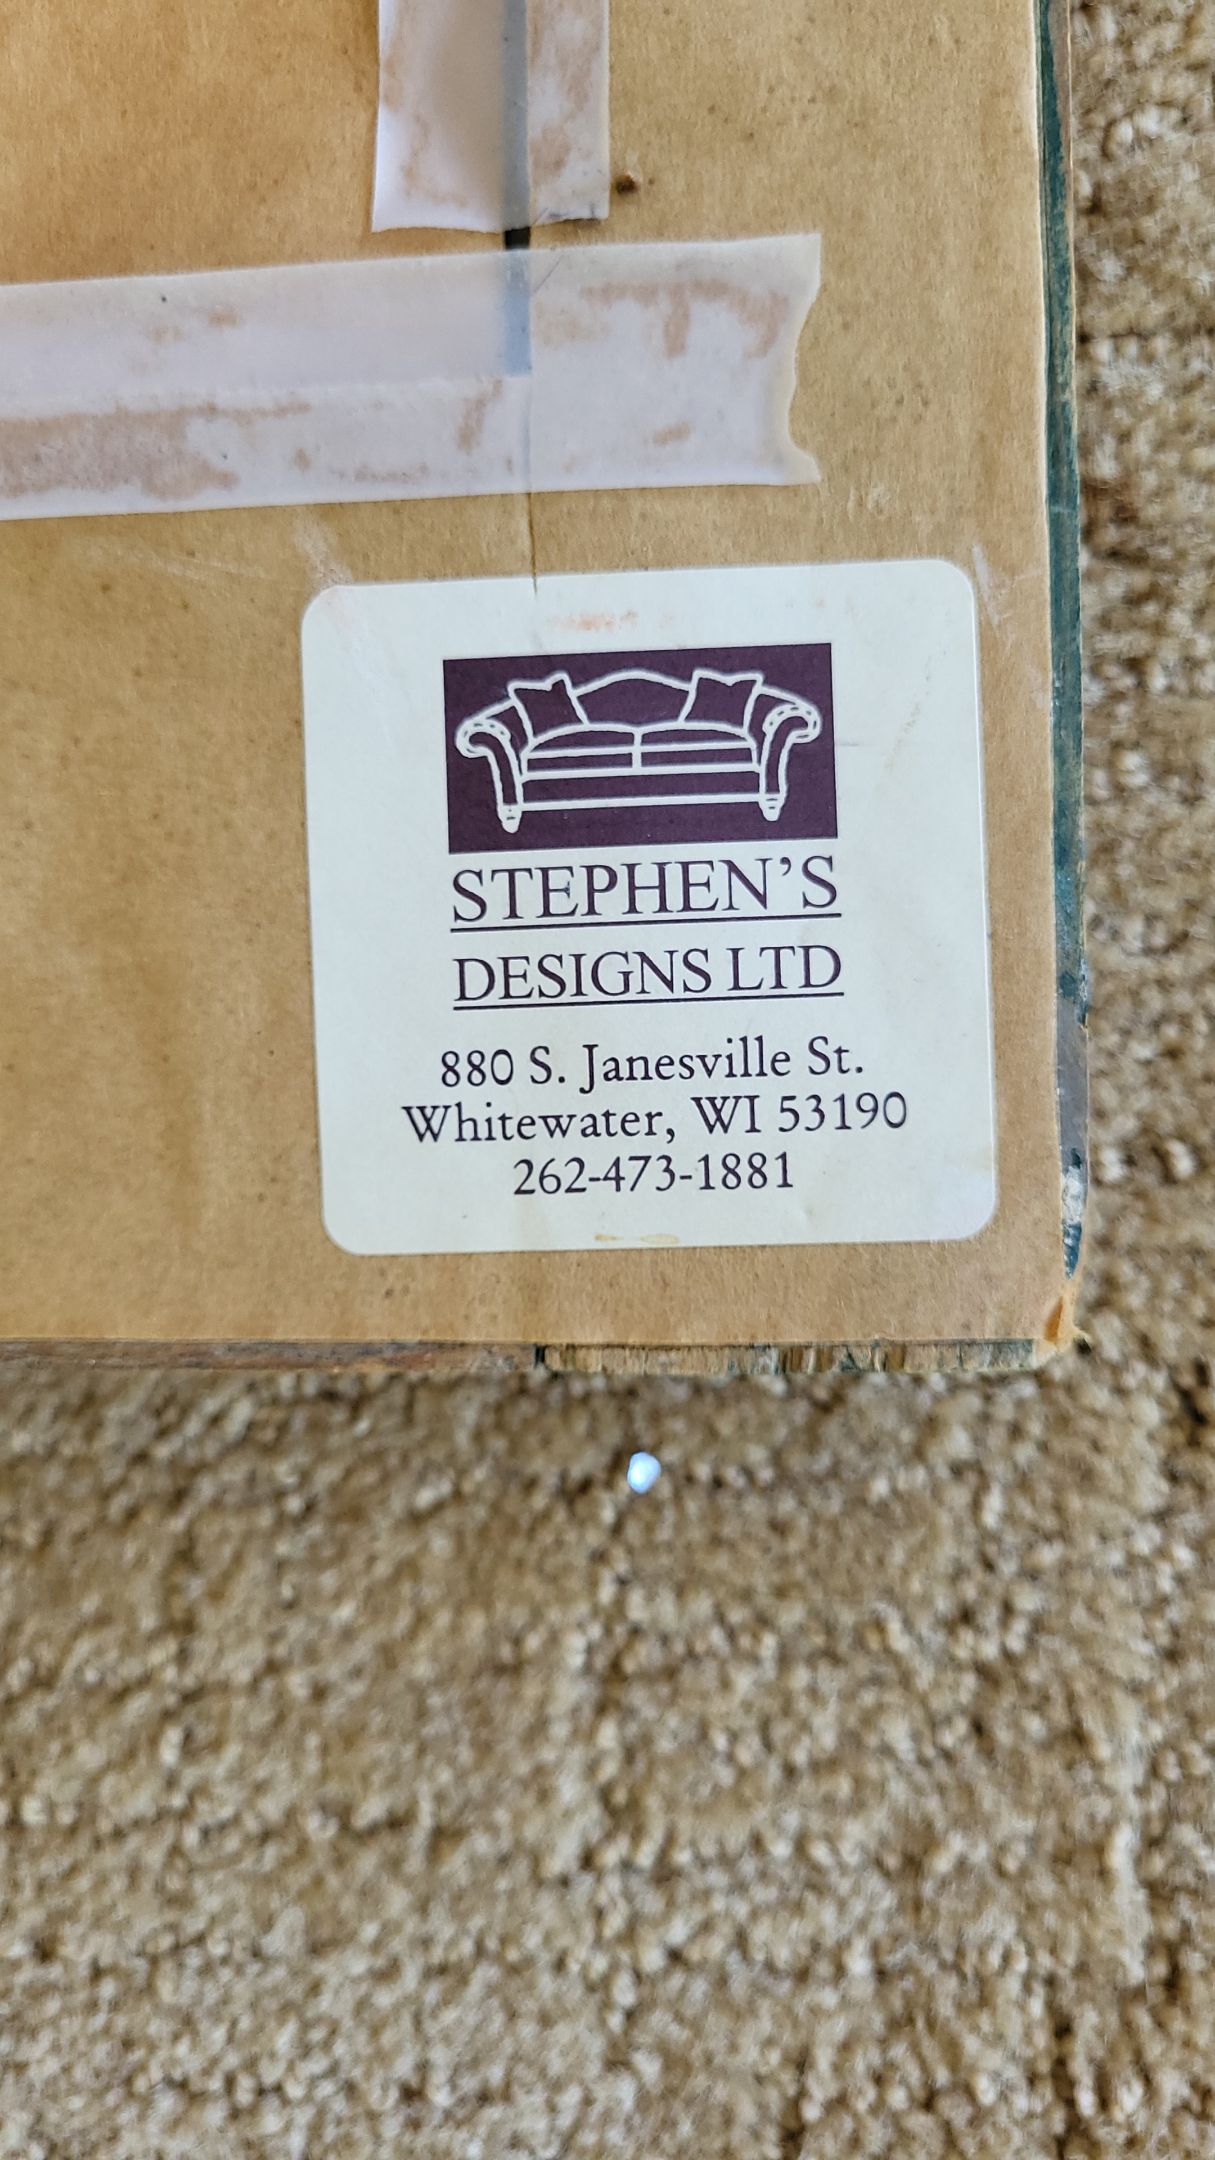 STEPHEN'S
DESIGNS LTD
880 S. Janesville St.
Whitewater, WI 53190
262-473-1881